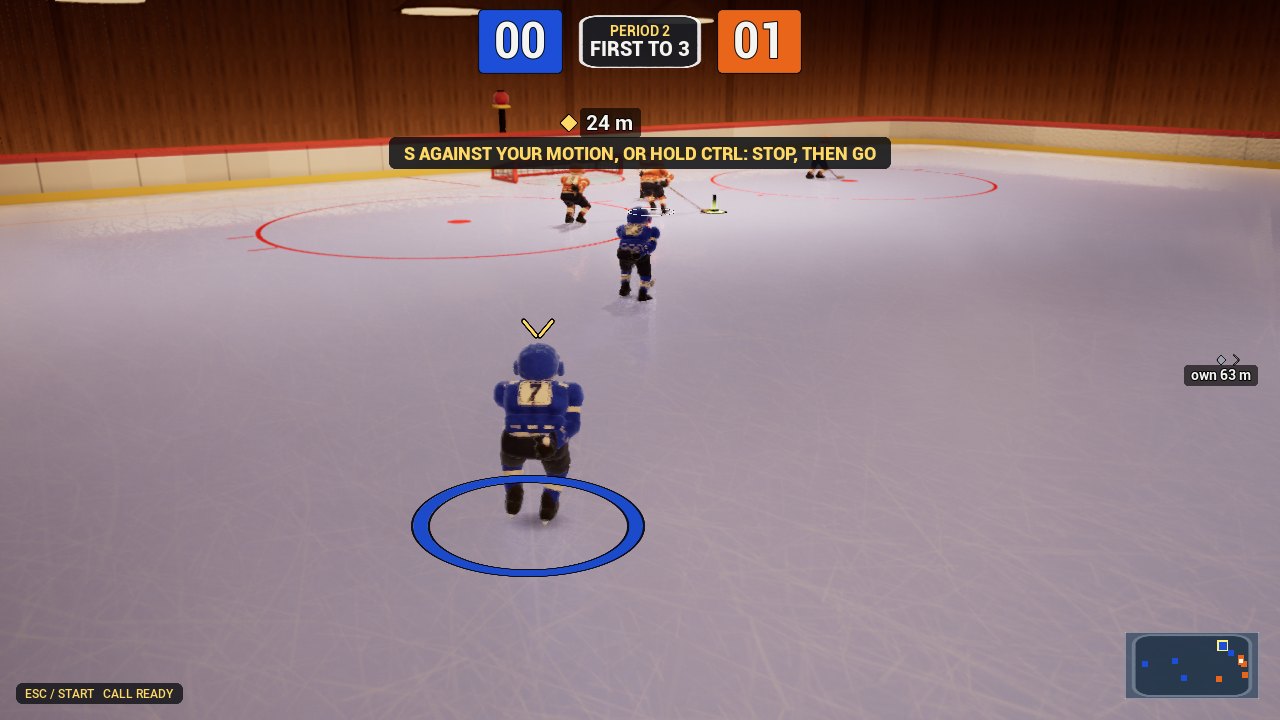 00
PERIOD 2
FIRST TO 3
01
24 m
S AGAINST YOUR MOTION, OR HOLD CTRL: STOP, THEN GO
7
own 63 m
ESC / START CALL READY